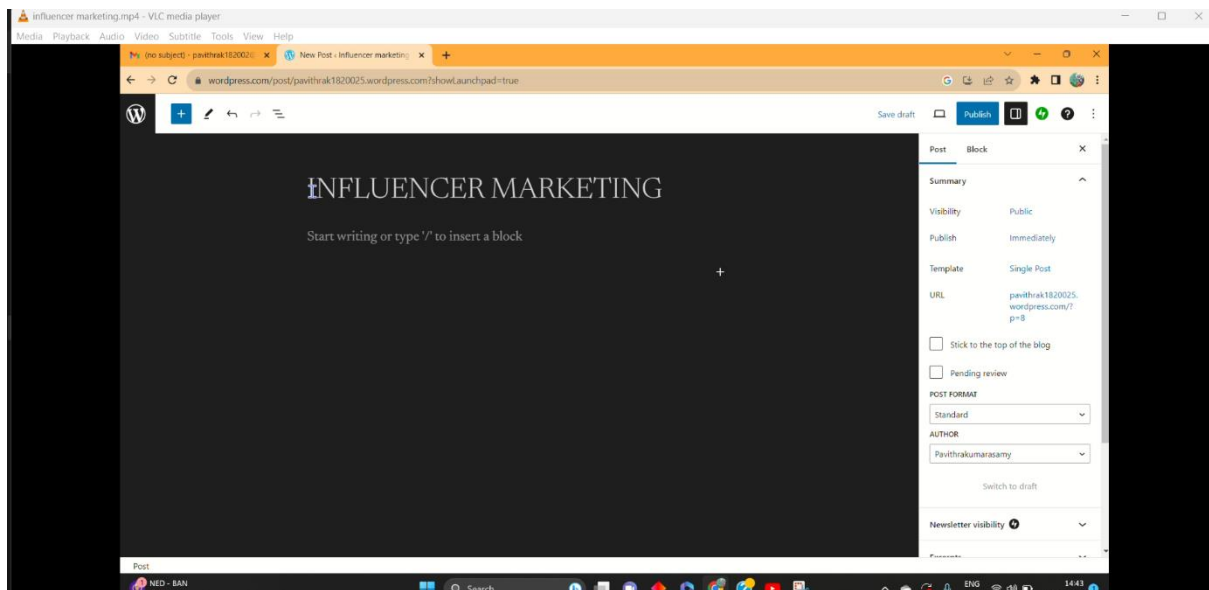 influencer marketing.mp4 - VLC media player
Media Playback Audio Video Subtitle Tools View Help
New Post ‹ Influencer marketing
wordpress.com/post/pavithrak1820025.wordpress.com?showLaunchpad=true
Save draft
Publish
Post Block
INFLUENCER MARKETING
Start writing or type '/' to insert a block
Summary
Visibility Public
Publish Immediately
Template Single Post
URL pavithrak1820025.
wordpress.com/?
p=8
Stick to the top of the blog
Pending review
POST FORMAT
Standard
AUTHOR
Pavithrakumarasamy
Switch to draft
Newsletter visibility
Post
NED - BAN
Search
ENG
14:43